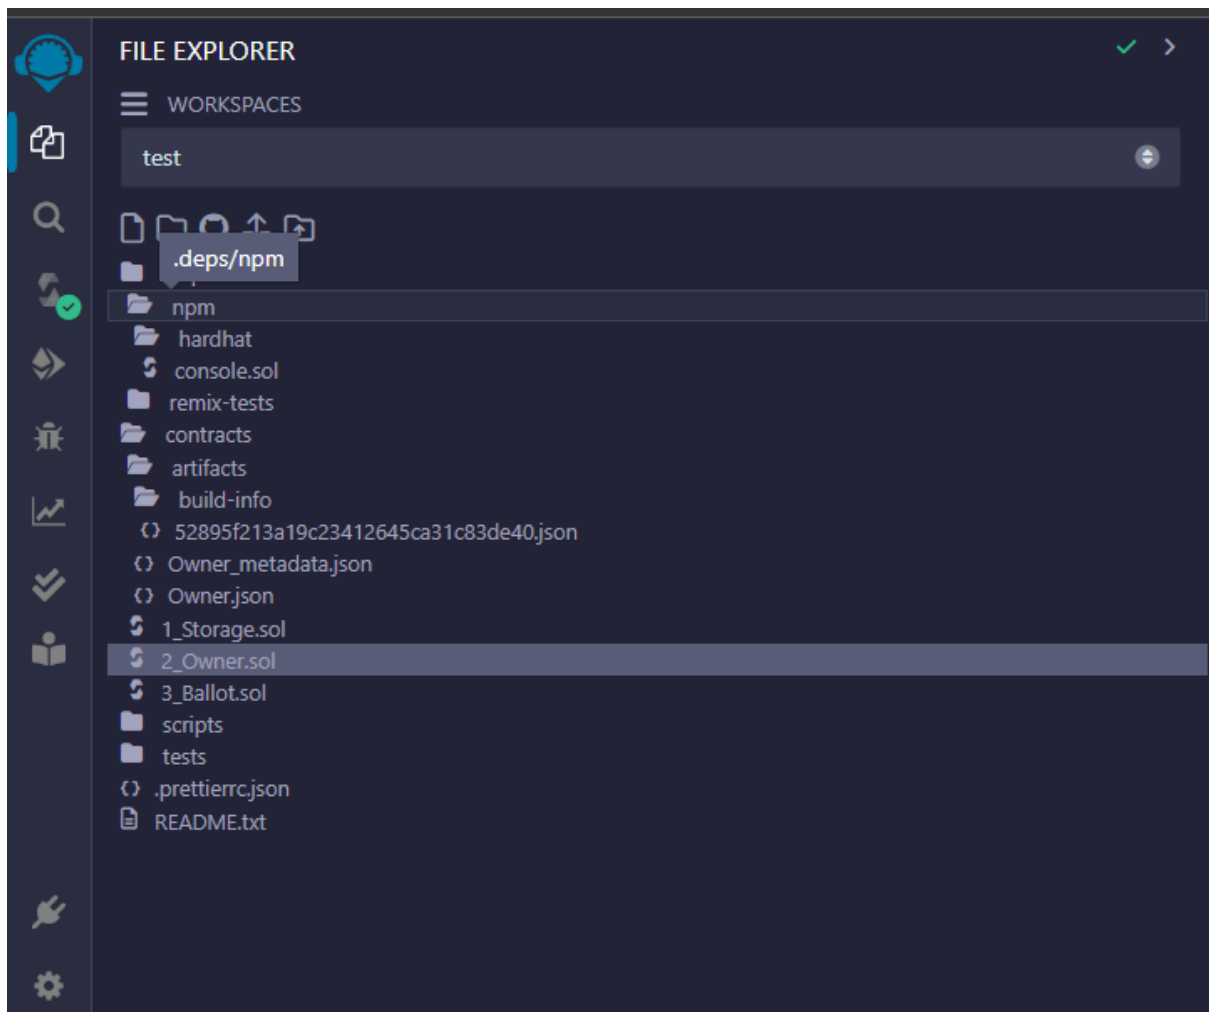 FILE EXPLORER
WORKSPACES
test
.deps/npm
npm
hardhat
console.sol
remix-tests
contracts
artifacts
build-info
52895f213a19c23412645ca31c83de40.json
Owner_metadata.json
Owner.json
1_Storage.sol
2_Owner.sol
3_Ballot.sol
scripts
tests
.prettierrc.json
README.txt